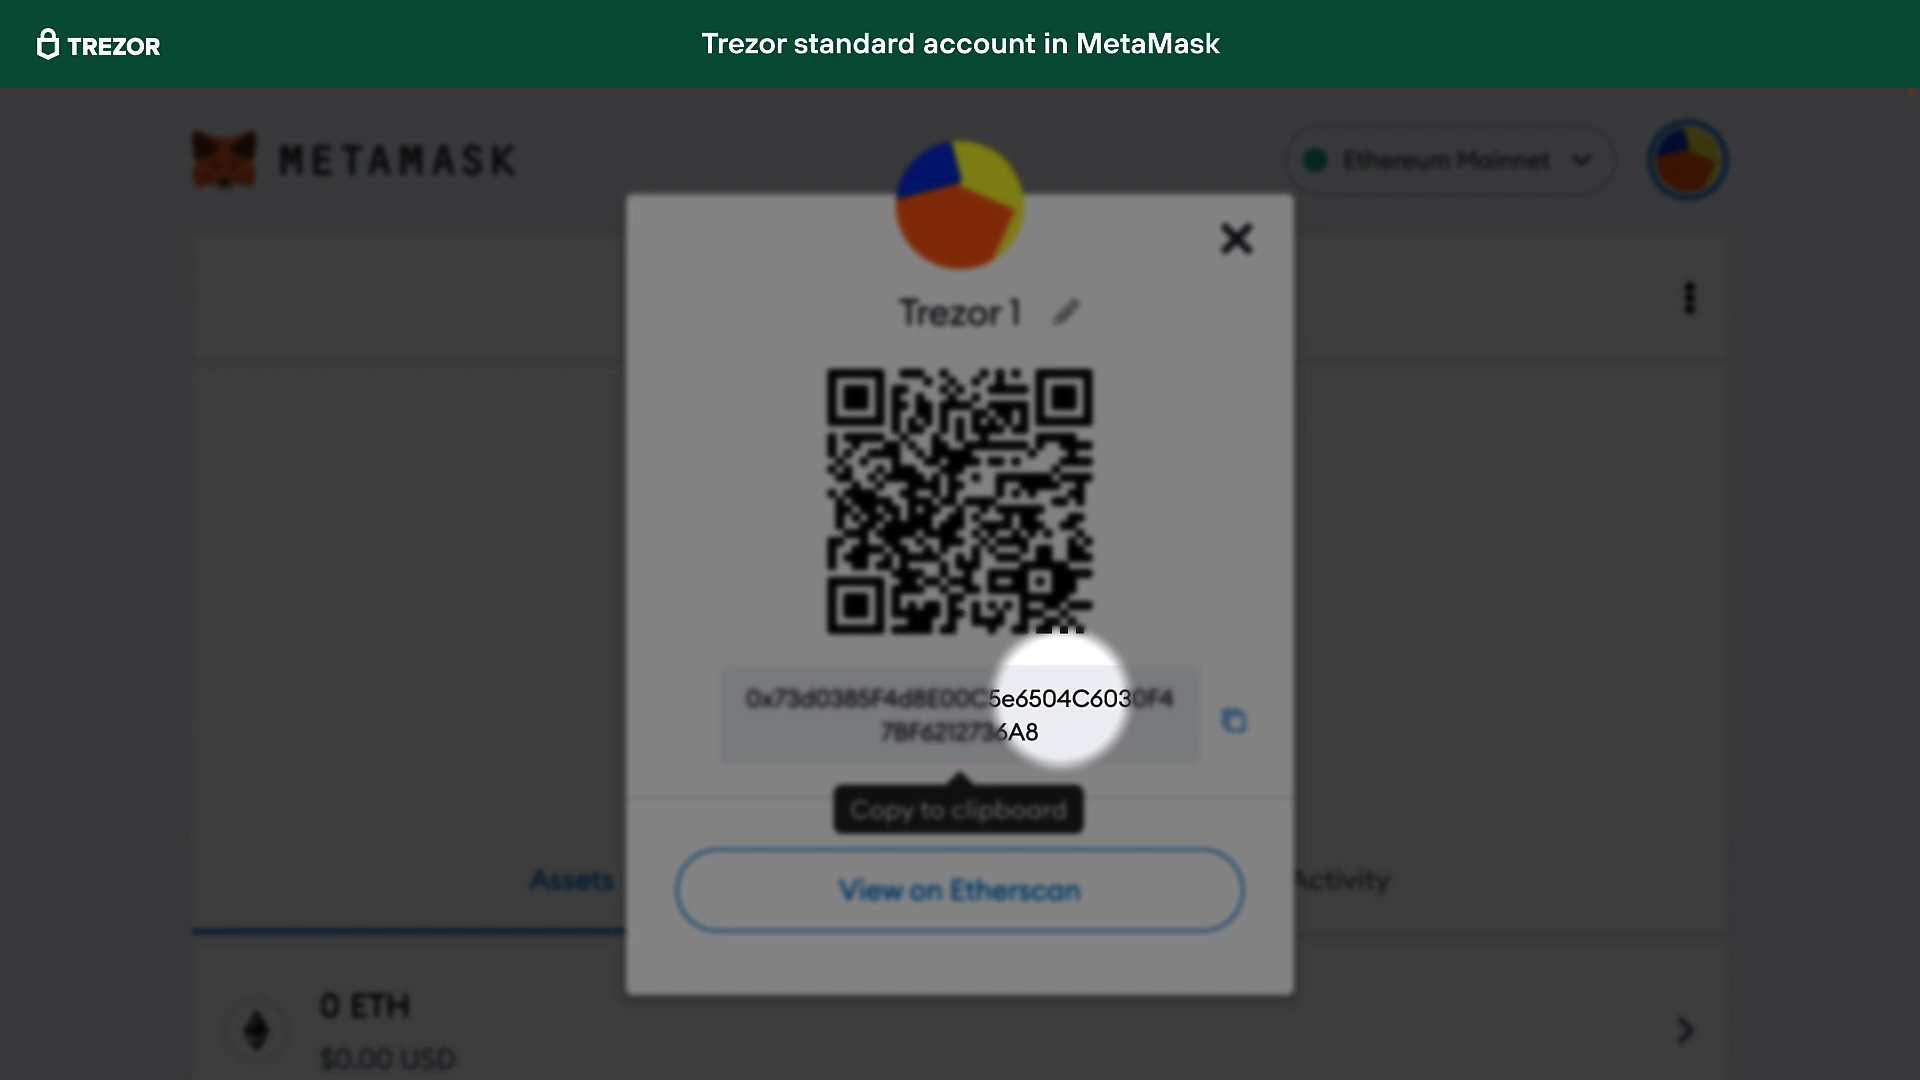 TREZOR
Trezor standard account in MetaMask
METAMASK
Ethereum Mainnet
Trezor 1
0x73d0385F4d8E00C5e6504C6030F4
7BF6212736A8
Copy to clipboard
View on Etherscan
Assets
Activity
0 ETH
$0.00 USD